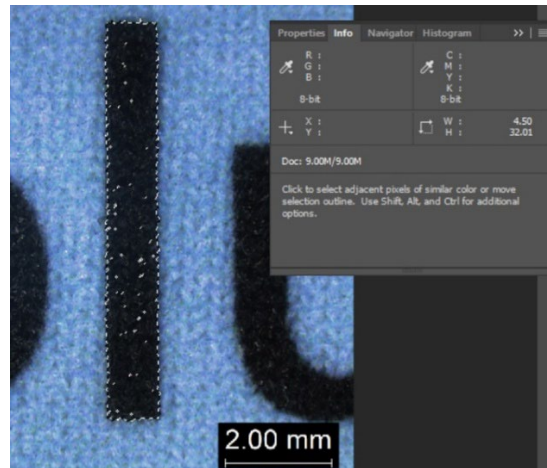 Properties Info Navigator Histogram
R :
G :
B :
8-bit
C :
M :
Y :
K :
8-bit
X :
Y :
W : 4.50
H : 32.01
Doc: 9.00M/9.00M
Click to select adjacent pixels of similar color or move
selection outline. Use Shift, Alt, and Ctrl for additional
options.
2.00 mm